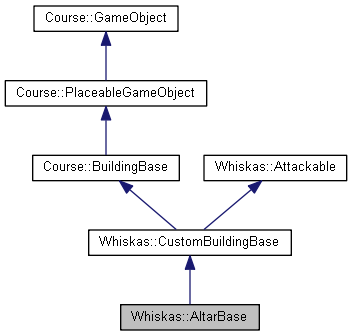 Course::GameObject
Course::PlaceableGameObject
Course::BuildingBase
Whiskas::Attackable
Whiskas::CustomBuildingBase
Whiskas::AltarBase